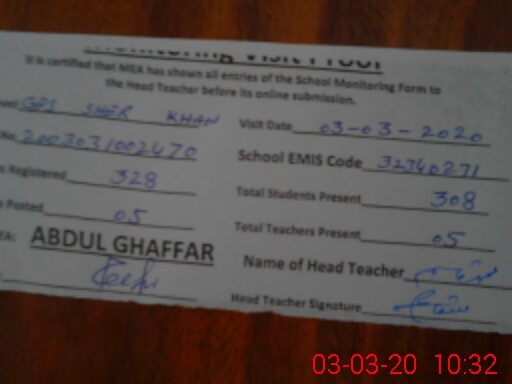 Monitoring Visit Proof
It is certified that MEA has shown all entries of the School Monitoring Form to
the Head Teacher before its online submission.
GPS SHER KHAN Visit Date 03-03-2020
No. 2003031002470 School EMIS Code 32340271
Registered 328 Total Students Present 308
Posted 05 Total Teachers Present 05
EA: ABDUL GHAFFAR Name of Head Teacher
Head Teacher Signature
03-03-20 10:32